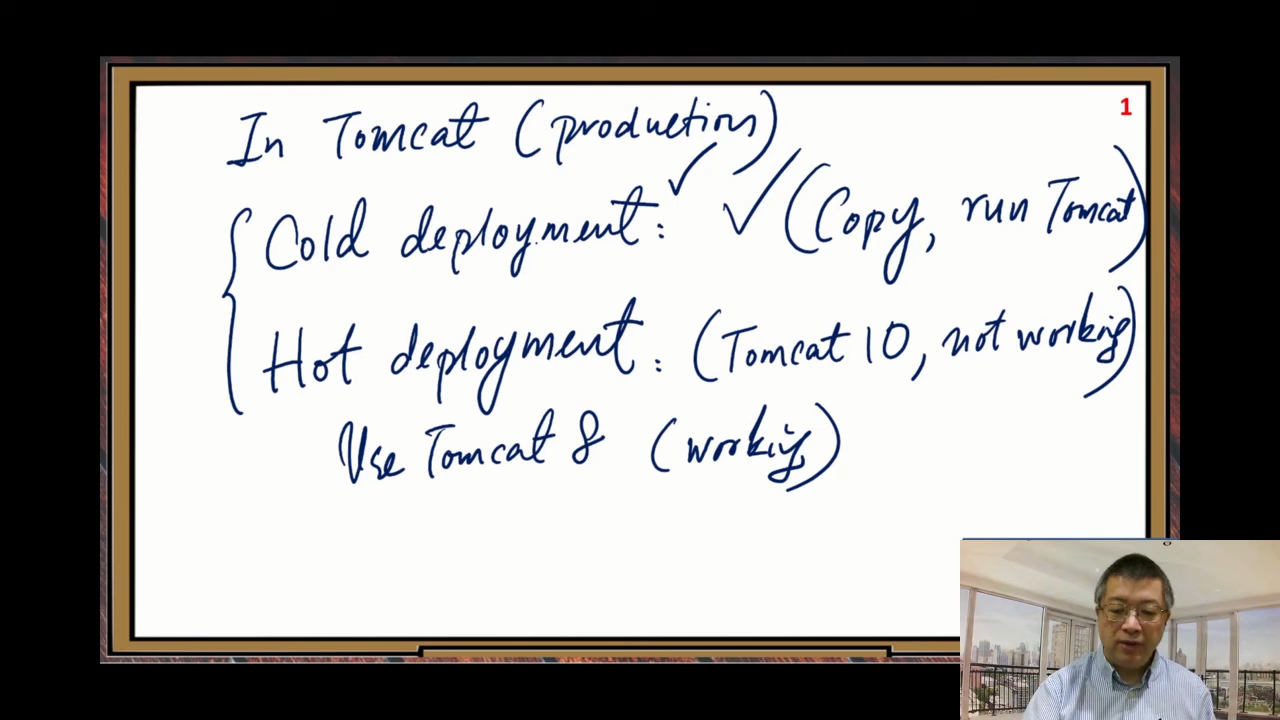 1
In Tomcat (production)
Cold deployment: ✓ ✓ (Copy, run Tomcat)
Hot deployment: (Tomcat 10, not working)
Use Tomcat 8 (working)